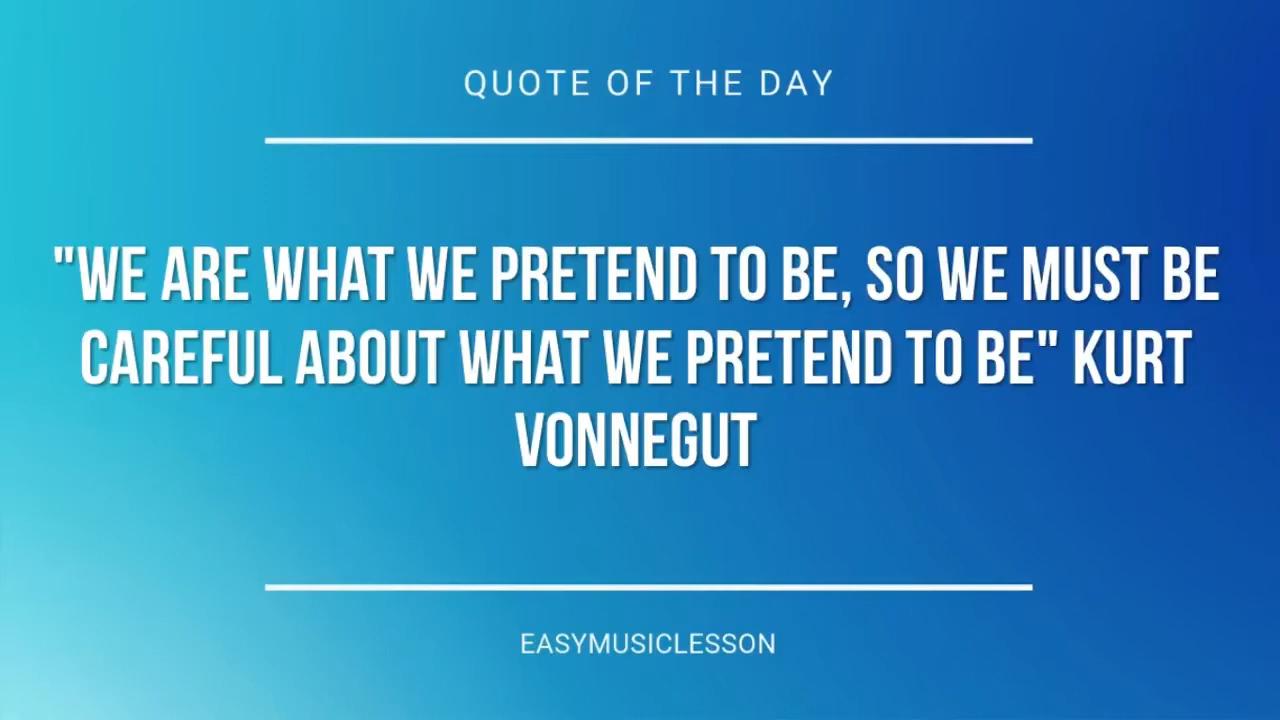 QUOTE OF THE DAY
"WE ARE WHAT WE PRETEND TO BE, SO WE MUST BE
CAREFUL ABOUT WHAT WE PRETEND TO BE" KURT
VONNEGUT
EASYMUSICLESSON